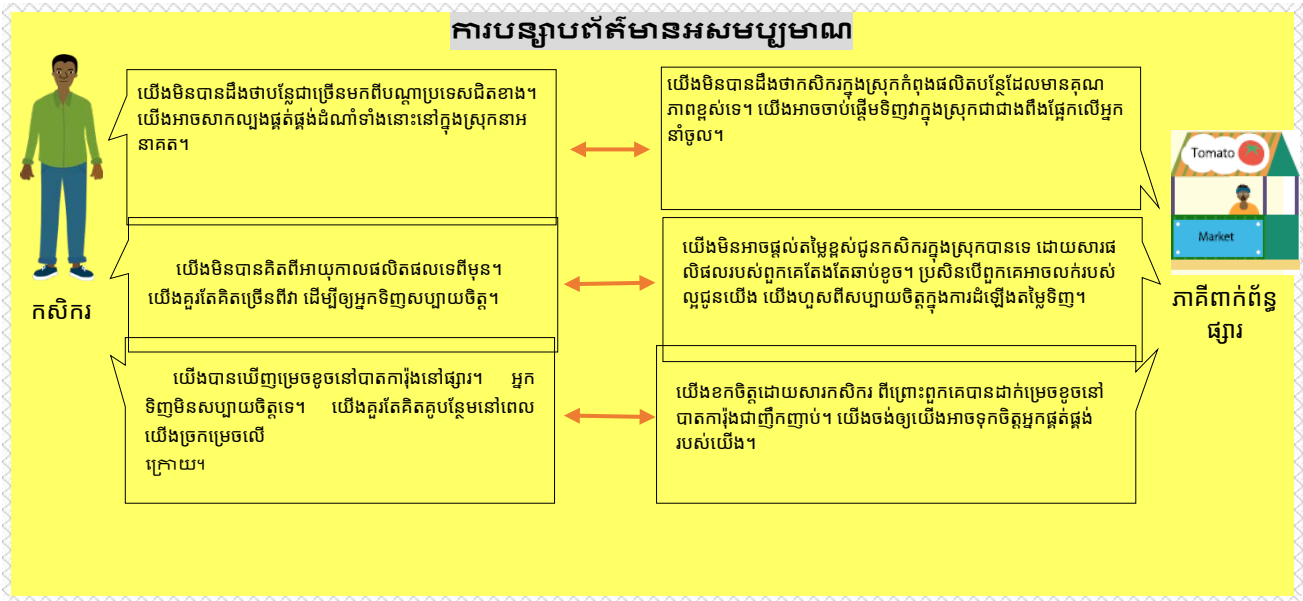 ការបន្សាបព័ត៌មានអសមប្បមាណ
យើងមិនបានដឹងថាបន្លែជាច្រើនមកពីបណ្តាប្រទេសជិតខាង។
យើងអាចសាកល្បងផ្គត់ផ្គង់ដំណាំទាំងនោះនៅក្នុងស្រុកនាអ
នាគត។
យើងមិនបានដឹងថាកសិករក្នុងស្រុកកំពុងផលិតបន្លែដែលមានគុណ
ភាពខ្ពស់ទេ។ យើងអាចចាប់ផ្តើមទិញវាក្នុងស្រុកជាជាងពឹងផ្អែកលើអ្នក
នាំចូល។
Tomato
Market
យើងមិនបានគិតពីអាយុកាលផលិតផលទេពីមុន។
យើងគួរតែគិតច្រើនពីវា ដើម្បីឲ្យអ្នកទិញសប្បាយចិត្ត។
យើងមិនអាចផ្តល់តម្លៃខ្ពស់ជូនកសិករក្នុងស្រុកបានទេ ដោយសារផ
លិផលរបស់ពួកគេតែងតែឆាប់ខូច។ ប្រសិនបើពួកគេអាចលក់របស់
ល្អជូនយើង យើងហួសពីសប្បាយចិត្តក្នុងការដំឡើងតម្លៃទិញ។
កសិករ
ភាគីពាក់ព័ន្ធ
ផ្សារ
យើងបានឃើញម្រេចខូចនៅបាតការ៉ុងនៅផ្សារ។ អ្នក
ទិញមិនសប្បាយចិត្តទេ។ យើងគួរតែគិតគូបន្ថែមនៅពេល
យើងច្រកម្រេចលើ
ក្រោយ។
យើងខកចិត្តដោយសារកសិករ ពីព្រោះពួកគេបានដាក់ម្រេចខូចនៅ
បាតការ៉ុងជាញឹកញាប់។ យើងចង់ឲ្យយើងអាចទុកចិត្តអ្នកផ្គត់ផ្គង់
របស់យើង។